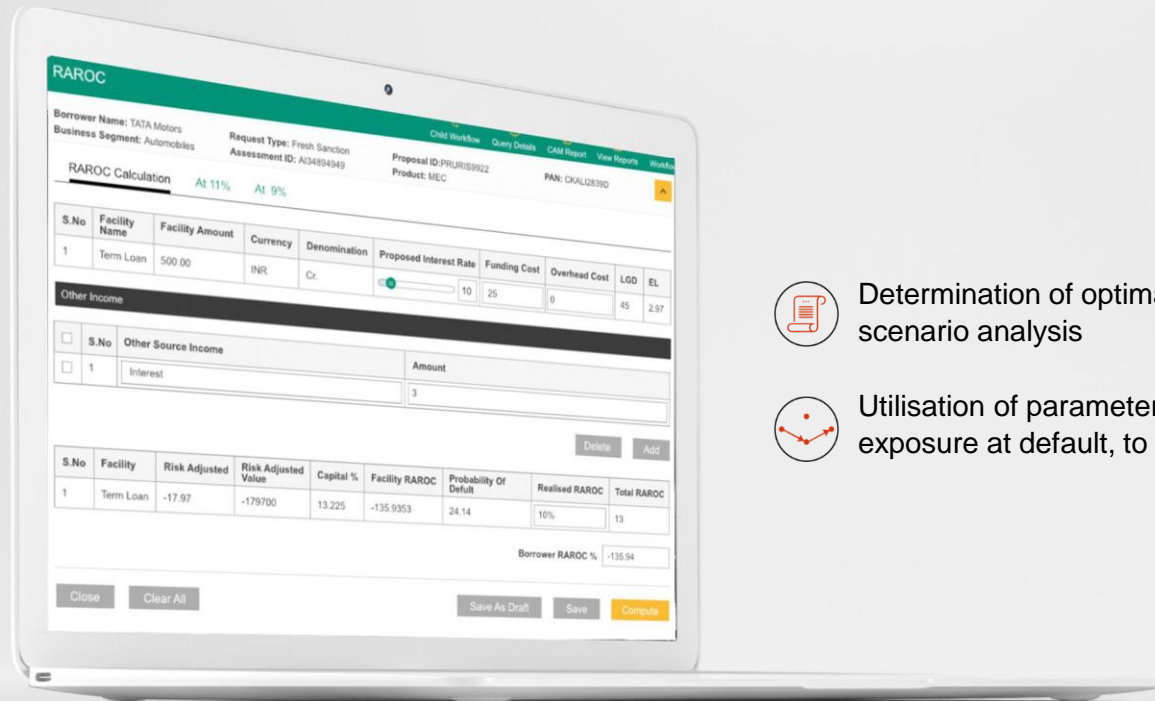 RAROC
Child Workflow Query Details CAM Report View Reports
Borrower Name: TATA Motors Request Type: Fresh Sanction Proposal ID:PRURIS9922 PAN: CKALI2839D
Business Segment: Automobiles Assessment ID: AI34894949 Product: MEC
RAROC Calculation At 11% At 9%
S.No Facility Name Facility Amount Currency Denomination Proposed Interest Rate Funding Cost Overhead Cost LGD EL
1 Term Loan 500.00 INR Cr. 10 25 0 45 2.97
Other Income
S.No Other Source Income Amount
1 Interest 3
Delete Add
S.No Facility Risk Adjusted Risk Adjusted Value Capital % Facility RAROC Probability Of Defult Realised RAROC Total RAROC
1 Term Loan -17.97 -179700 13.225 -135.9353 24.14 10% 13
Borrower RAROC % -135.94
Close Clear All Save As Draft Save Compute
Determination of optima
scenario analysis
Utilisation of parameter
exposure at default, to